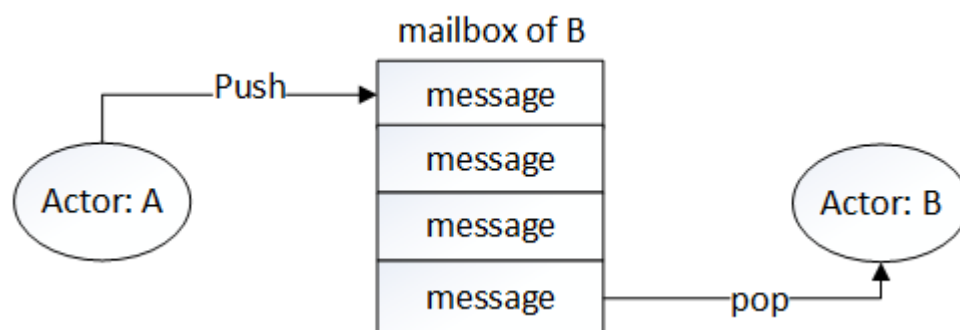 mailbox of B
Push
message
message
message
message
Actor: A
Actor: B
pop